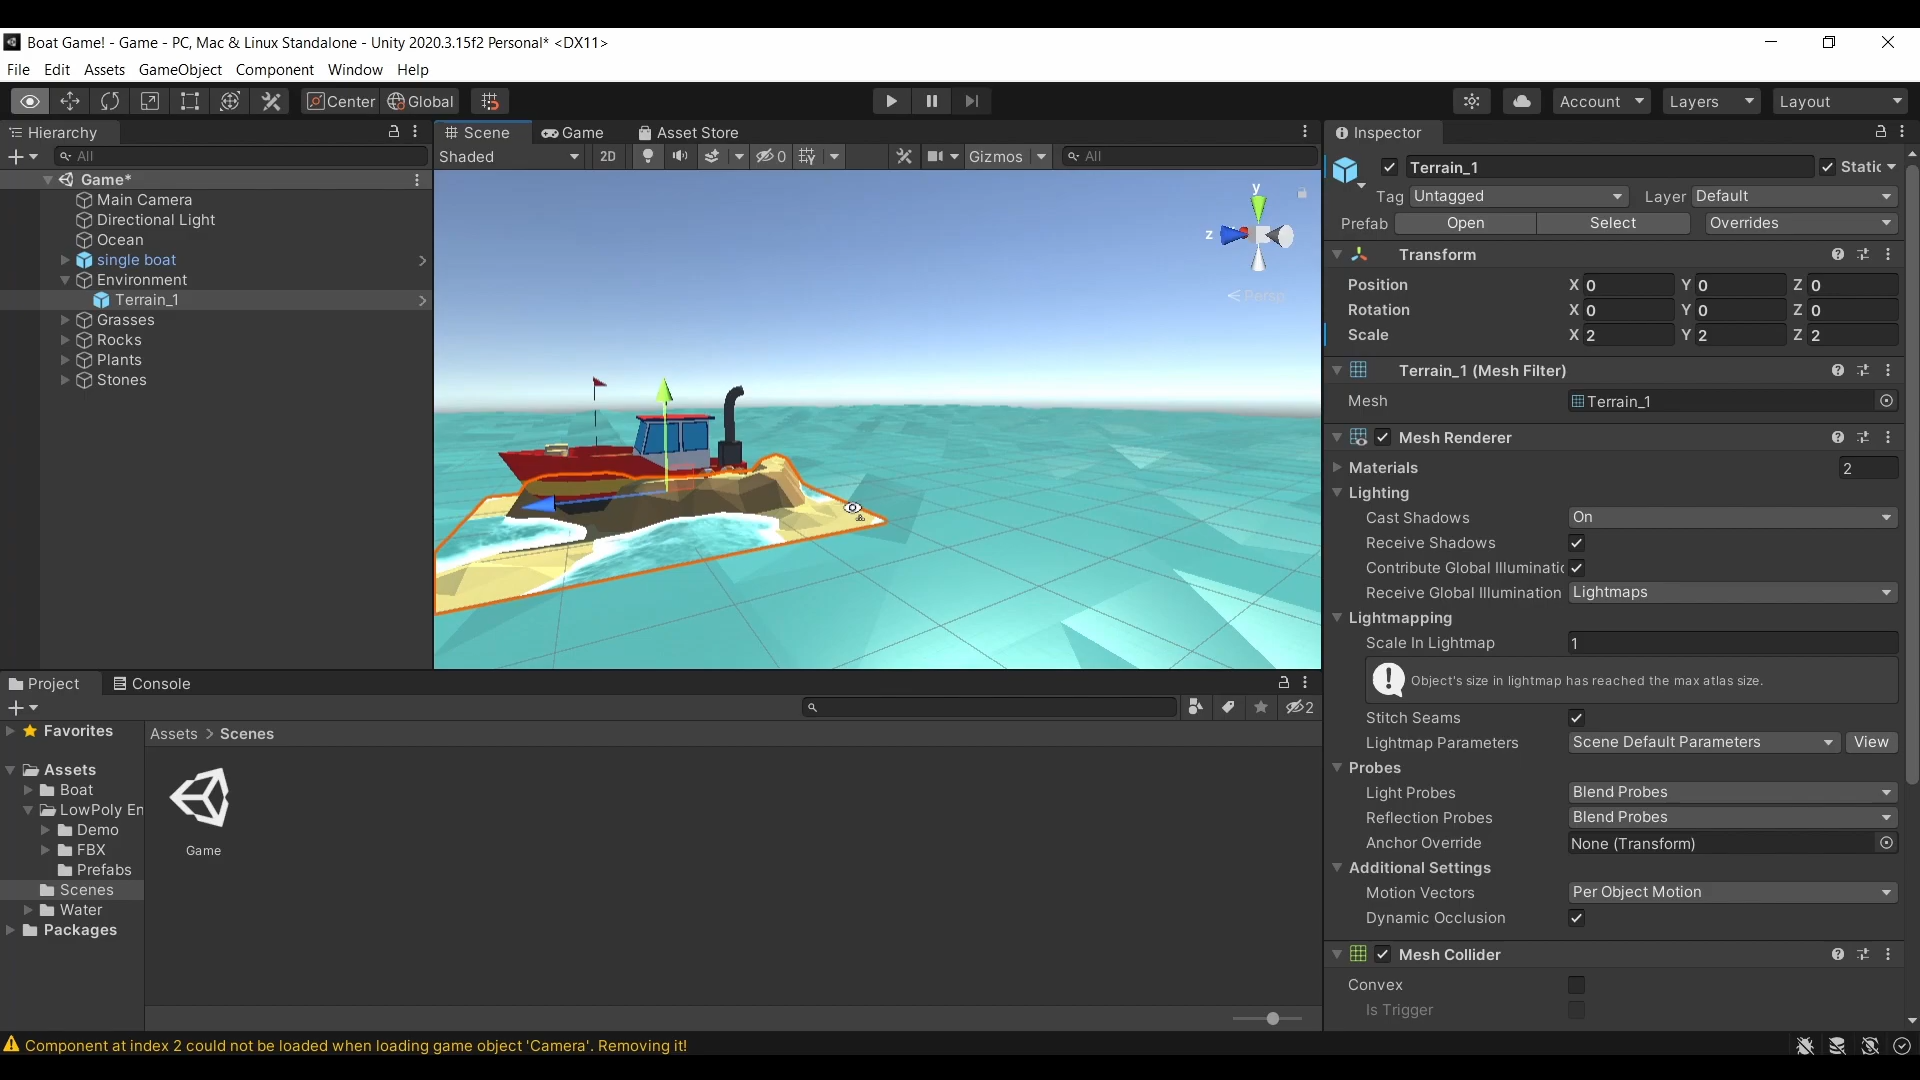 Boat Game! - Game - PC, Mac & Linux Standalone - Unity 2020.3.15f2 Personal* <DX11>
File Edit Assets GameObject Component Window Help
Center Global Account Layers Layout
Hierarchy
All
Game*
Main Camera
Directional Light
Ocean
single boat
Environment
Terrain_1
Grasses
Rocks
Plants
Stones
Scene Game Asset Store
Shaded 2D 0 Gizmos All
y
z
Persp
Inspector
Terrain_1 Static
Tag Untagged Layer Default
Prefab Open Select Overrides
Transform
Position X 0 Y 0 Z 0
Rotation X 0 Y 0 Z 0
Scale X 2 Y 2 Z 2
Terrain_1 (Mesh Filter)
Mesh Terrain_1
Mesh Renderer
Materials 2
Lighting
Cast Shadows On
Receive Shadows
Contribute Global Illuminatic
Receive Global Illumination Lightmaps
Lightmapping
Scale In Lightmap 1
Object's size in lightmap has reached the max atlas size.
Stitch Seams
Lightmap Parameters Scene Default Parameters View
Probes
Light Probes Blend Probes
Reflection Probes Blend Probes
Anchor Override None (Transform)
Additional Settings
Motion Vectors Per Object Motion
Dynamic Occlusion
Mesh Collider
Convex
Is Trigger
Project Console
2
Favorites
Assets
Boat
LowPoly En
Demo
FBX
Prefabs
Scenes
Water
Packages
Assets > Scenes
Game
Component at index 2 could not be loaded when loading game object 'Camera'. Removing it!